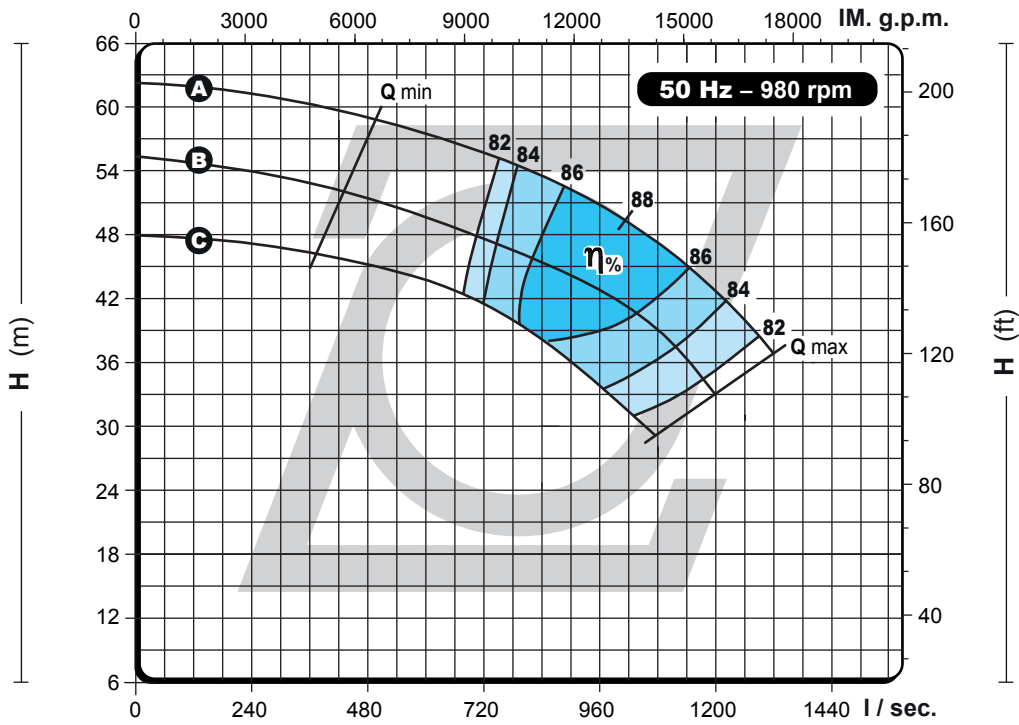 0 3000 6000 9000 12000 15000 18000 IM. g.p.m.
66
60
54
48
42
36
30
24
18
12
6
H (m)
A
B
C
Q min
50 Hz – 980 rpm
82 84 86 88
η%
86
84
82
Q max
200
160
120
80
40
H (ft)
0 240 480 720 960 1200 1440 l / sec.